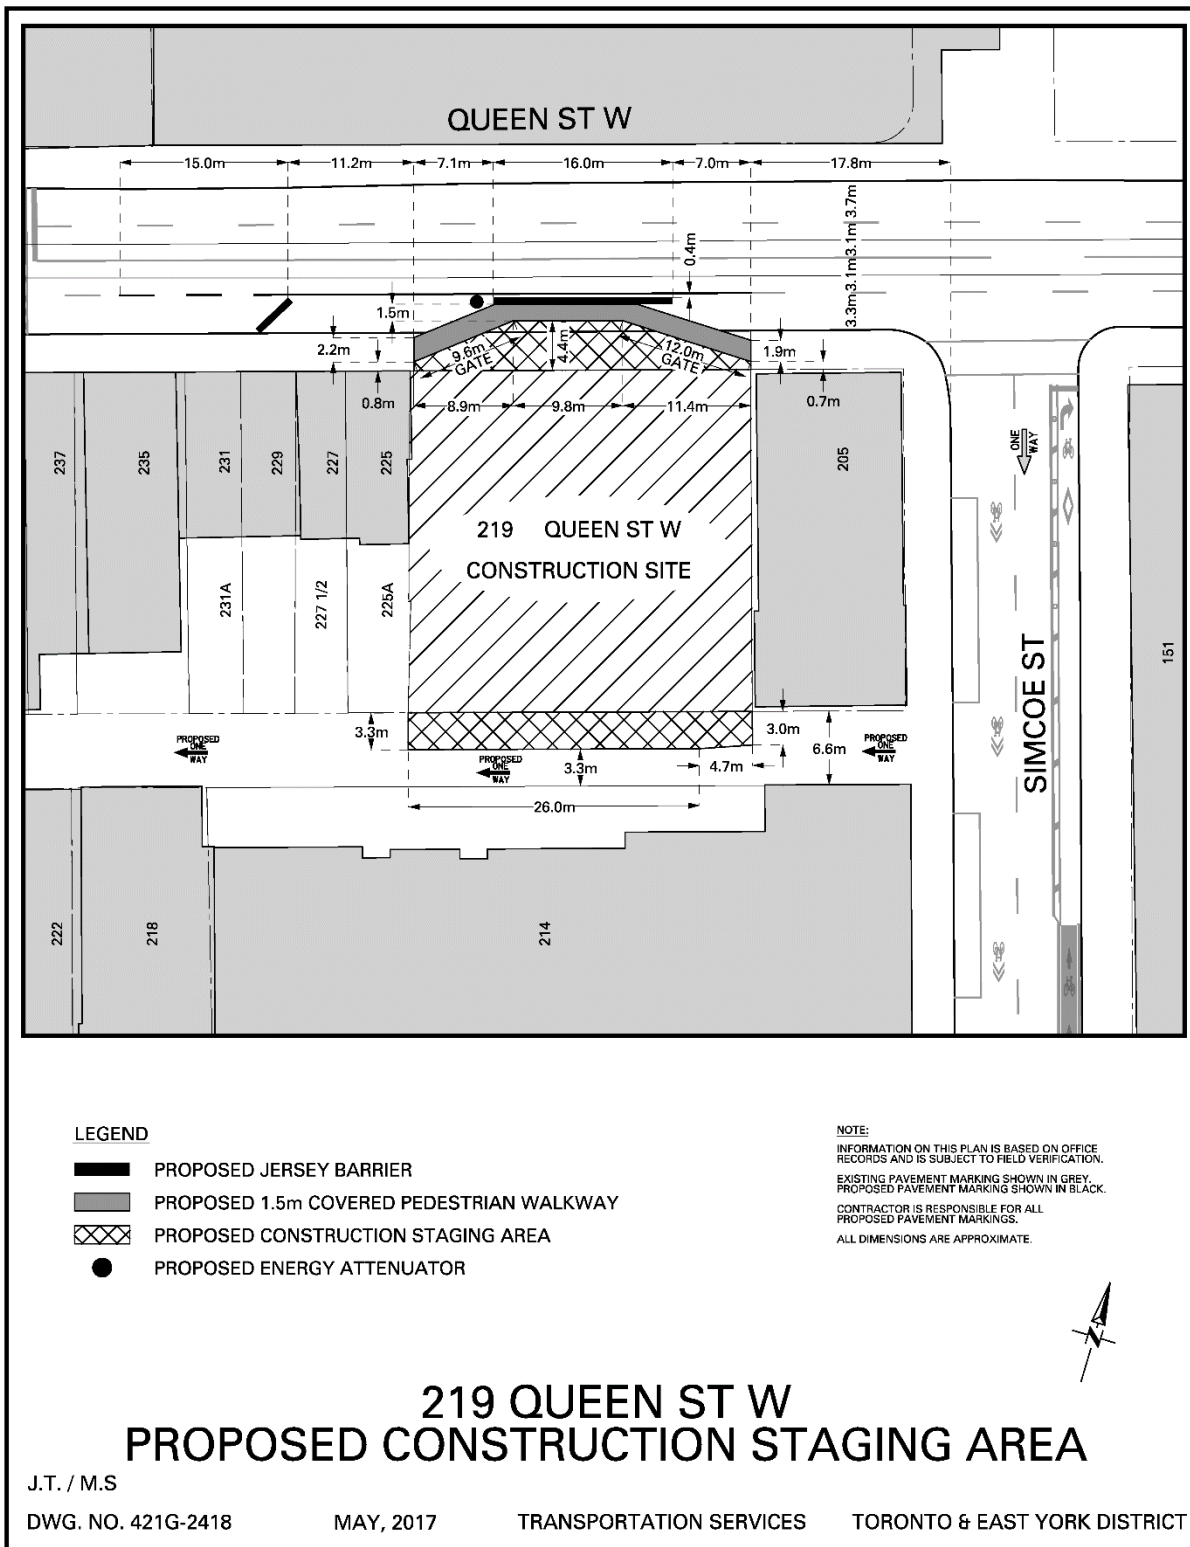 QUEEN ST W
15.0m 11.2m 7.1m 16.0m 7.0m 17.8m
3.7m
3.1m
3.1m
3.3m
0.4m
1.5m
2.2m
9.6m
GATE
4.4m
12.0m
GATE
1.9m
0.8m
8.9m 9.8m 11.4m
0.7m
237
235
231
229
227
225
205
ONE
WAY
219 QUEEN ST W
CONSTRUCTION SITE
231A
227 1/2
225A
151
SIMCOE ST
3.3m
3.0m
6.6m
PROPOSED
ONE
WAY
PROPOSED
ONE
WAY
PROPOSED
ONE
WAY
3.3m
4.7m
26.0m
222
218
214
LEGEND
PROPOSED JERSEY BARRIER
PROPOSED 1.5m COVERED PEDESTRIAN WALKWAY
PROPOSED CONSTRUCTION STAGING AREA
PROPOSED ENERGY ATTENUATOR
NOTE:
INFORMATION ON THIS PLAN IS BASED ON OFFICE
RECORDS AND IS SUBJECT TO FIELD VERIFICATION.
EXISTING PAVEMENT MARKING SHOWN IN GREY.
PROPOSED PAVEMENT MARKING SHOWN IN BLACK.
CONTRACTOR IS RESPONSIBLE FOR ALL
PROPOSED PAVEMENT MARKINGS.
ALL DIMENSIONS ARE APPROXIMATE.
N
219 QUEEN ST W
PROPOSED CONSTRUCTION STAGING AREA
J.T. / M.S
DWG. NO. 421G-2418 MAY, 2017 TRANSPORTATION SERVICES TORONTO & EAST YORK DISTRICT